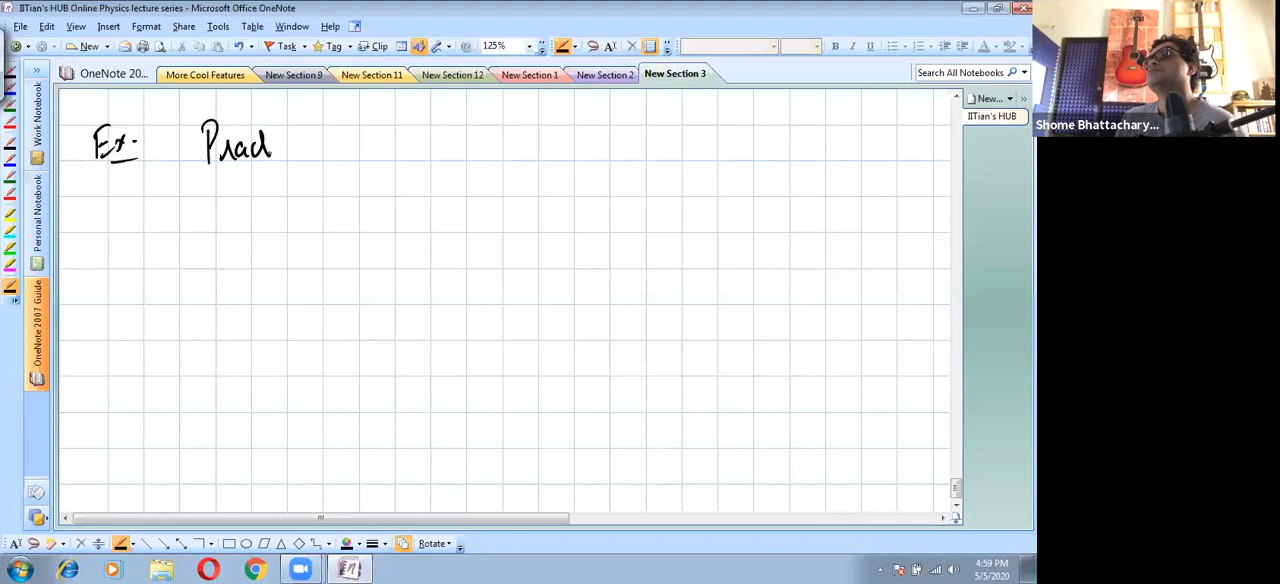 IITian's HUB Online Physics lecture series - Microsoft Office OneNote
File Edit View Insert Format Share Tools Table Window Help
New Task Tag Clip 125% B I U
OneNote 20... More Cool Features New Section 9 New Section 11 New Section 12 New Section 1 New Section 2 New Section 3 Search All Notebooks
New...
IITian's HUB
Shome Bhattachary...
Work Notebook
Personal Notebook
OneNote 2007 Guide
Ex. Prad
Rotate
4:59 PM
5/5/2020